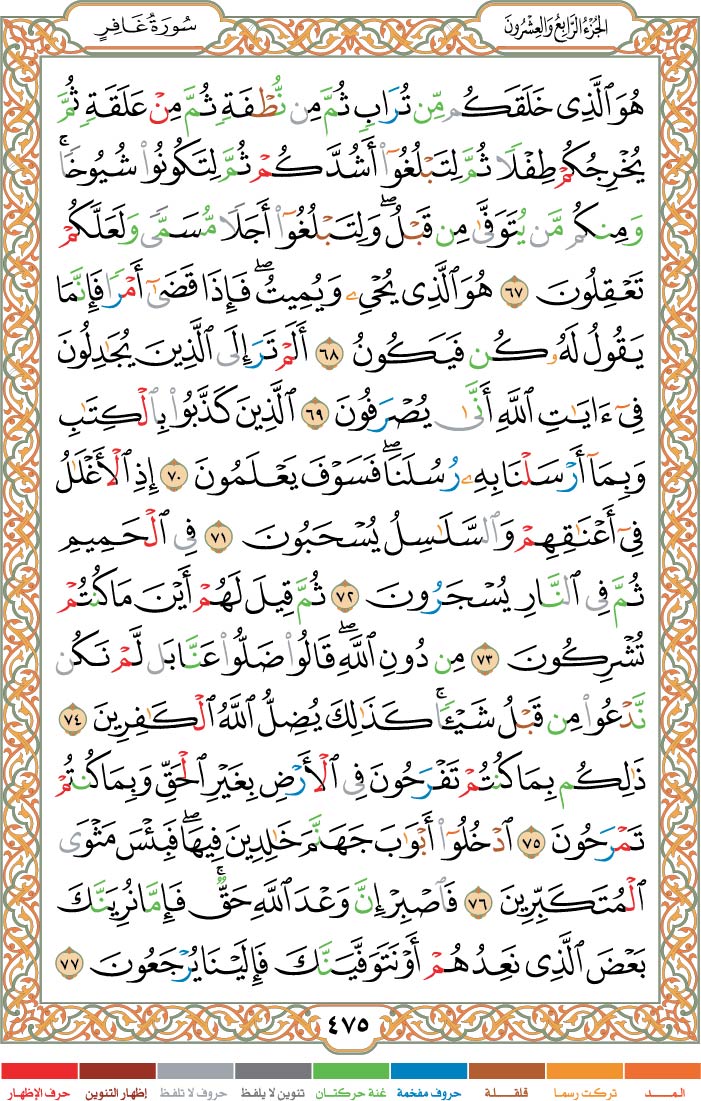 الجُزءُ الرَّابِعُ وَالعِشْرُونَ
سُورَةُ غَافِرٍ
هُوَ ٱلَّذِى خَلَقَكُم مِّن تُرَابٍ ثُمَّ مِن نُّطْفَةٍ ثُمَّ مِنْ عَلَقَةٍ ثُمَّ
يُخْرِجُكُمْ طِفْلًا ثُمَّ لِتَبْلُغُوٓا۟ أَشُدَّكُمْ ثُمَّ لِتَكُونُوا۟ شُيُوخًا ۚ
وَمِنكُم مَّن يُتَوَفَّىٰ مِن قَبْلُ ۖ وَلِتَبْلُغُوٓا۟ أَجَلًا مُّسَمًّى وَلَعَلَّكُمْ
تَعْقِلُونَ ٦٧ هُوَ ٱلَّذِى يُحْىِۦ وَيُمِيتُ ۖ فَإِذَا قَضَىٰٓ أَمْرًا فَإِنَّمَا
يَقُولُ لَهُۥ كُن فَيَكُونُ ٦٨ أَلَمْ تَرَ إِلَى ٱلَّذِينَ يُجَٰدِلُونَ
فِىٓ ءَايَٰتِ ٱللَّهِ أَنَّىٰ يُصْرَفُونَ ٦٩ ٱلَّذِينَ كَذَّبُوا۟ بِٱلْكِتَٰبِ
وَبِمَآ أَرْسَلْنَا بِهِۦ رُسُلَنَا ۖ فَسَوْفَ يَعْلَمُونَ ٧٠ إِذِ ٱلْأَغْلَٰلُ
فِىٓ أَعْنَٰقِهِمْ وَٱلسَّلَٰسِلُ يُسْحَبُونَ ٧١ فِى ٱلْحَمِيمِ
ثُمَّ فِى ٱلنَّارِ يُسْجَرُونَ ٧٢ ثُمَّ قِيلَ لَهُمْ أَيْنَ مَا كُنتُمْ
تُشْرِكُونَ ٧٣ مِن دُونِ ٱللَّهِ ۖ قَالُوا۟ ضَلُّوا۟ عَنَّا بَل لَّمْ نَكُن
نَّدْعُوا۟ مِن قَبْلُ شَيْـًٔا ۚ كَذَٰلِكَ يُضِلُّ ٱللَّهُ ٱلْكَٰفِرِينَ ٧٤
ذَٰلِكُم بِمَا كُنتُمْ تَفْرَحُونَ فِى ٱلْأَرْضِ بِغَيْرِ ٱلْحَقِّ وَبِمَا كُنتُمْ
تَمْرَحُونَ ٧٥ ٱدْخُلُوٓا۟ أَبْوَٰبَ جَهَنَّمَ خَٰلِدِينَ فِيهَا ۖ فَبِئْسَ مَثْوَى
ٱلْمُتَكَبِّرِينَ ٧٦ فَٱصْبِرْ إِنَّ وَعْدَ ٱللَّهِ حَقٌّ ۚ فَإِمَّا نُرِيَنَّكَ
بَعْضَ ٱلَّذِى نَعِدُهُمْ أَوْ نَتَوَفَّيَنَّكَ فَإِلَيْنَا يُرْجَعُونَ ٧٧
٤٧٥
المـــد تركت رسما قلقـــلة حروف مفخمة غنة حركتان تنوين لا يلفظ حروف لا تلفظ إظهار التنوين حرف الإظهار